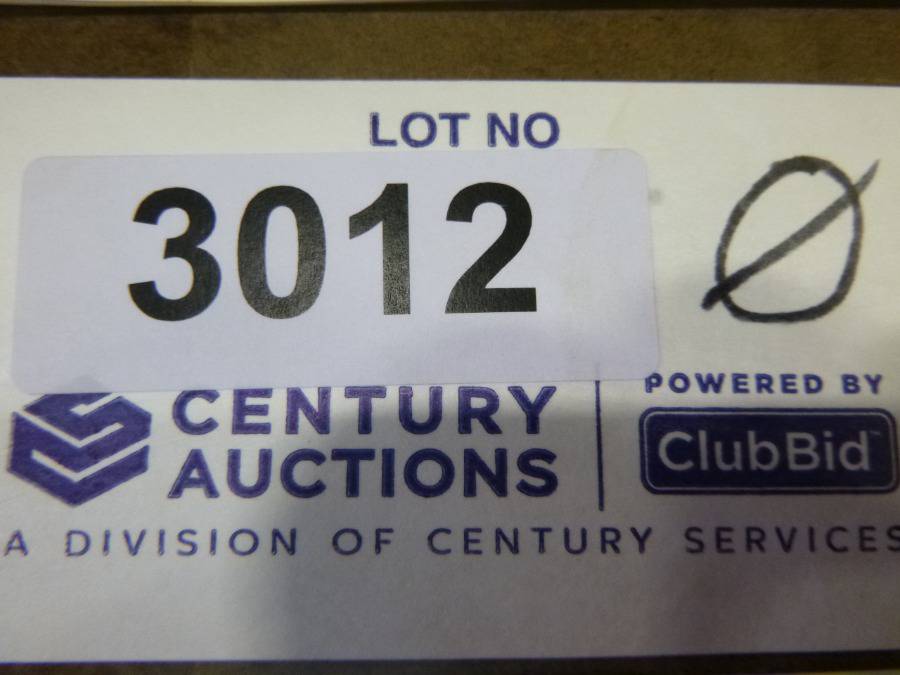 LOT NO
3012 Ø
CENTURY
AUCTIONS
POWERED BY
ClubBid™
A DIVISION OF CENTURY SERVICES